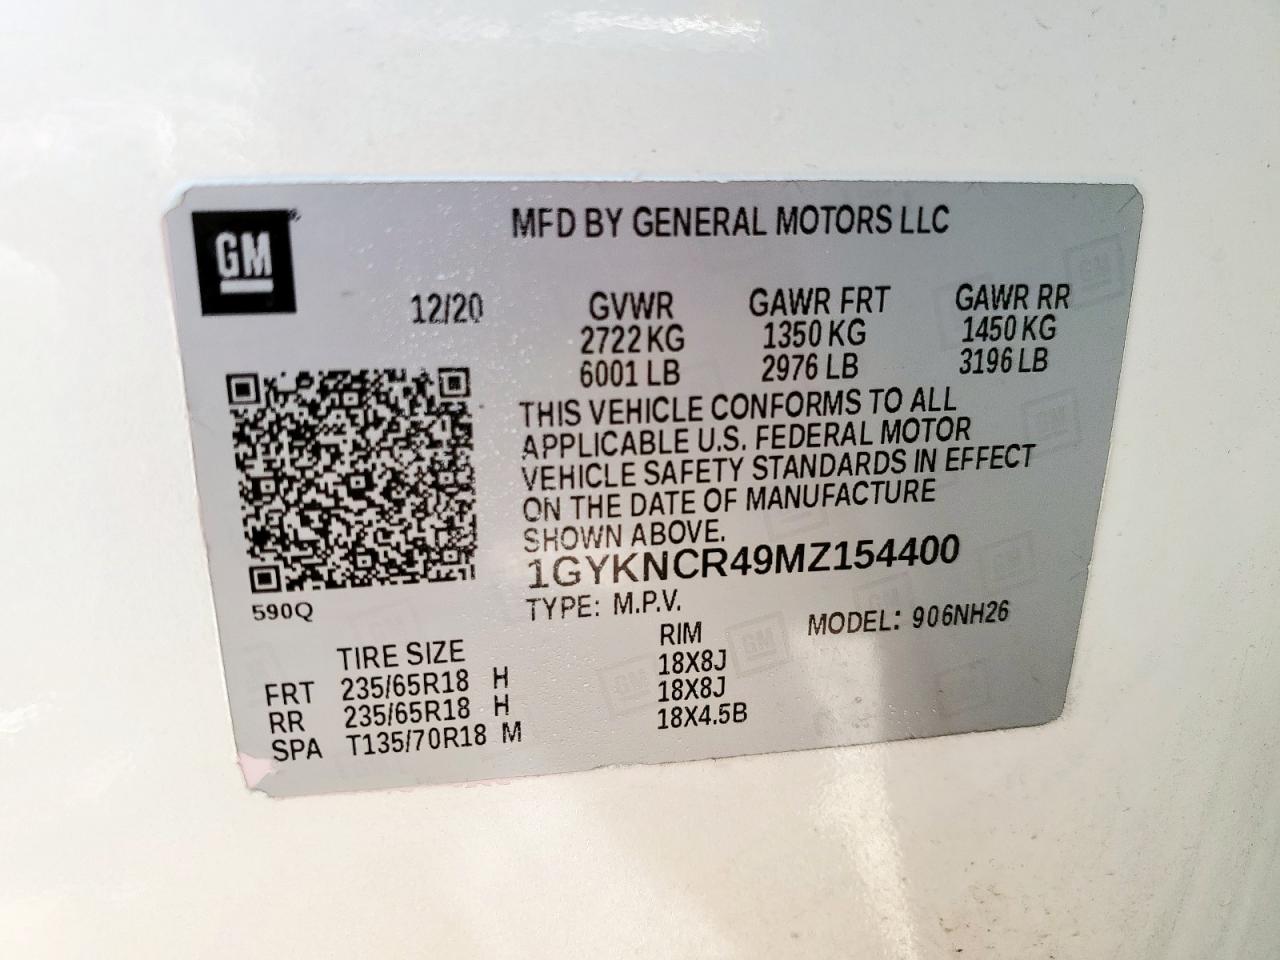 GM
MFD BY GENERAL MOTORS LLC
12/20
GVWR GAWR FRT GAWR RR
2722 KG 1350 KG 1450 KG
6001 LB 2976 LB 3196 LB
THIS VEHICLE CONFORMS TO ALL
APPLICABLE U.S. FEDERAL MOTOR
VEHICLE SAFETY STANDARDS IN EFFECT
ON THE DATE OF MANUFACTURE
SHOWN ABOVE.
1GYKNCR49MZ154400
590Q
TYPE: M.P.V. MODEL: 906NH26
TIRE SIZE RIM
FRT 235/65R18 H 18X8J
RR 235/65R18 H 18X8J
SPA T135/70R18 M 18X4.5B